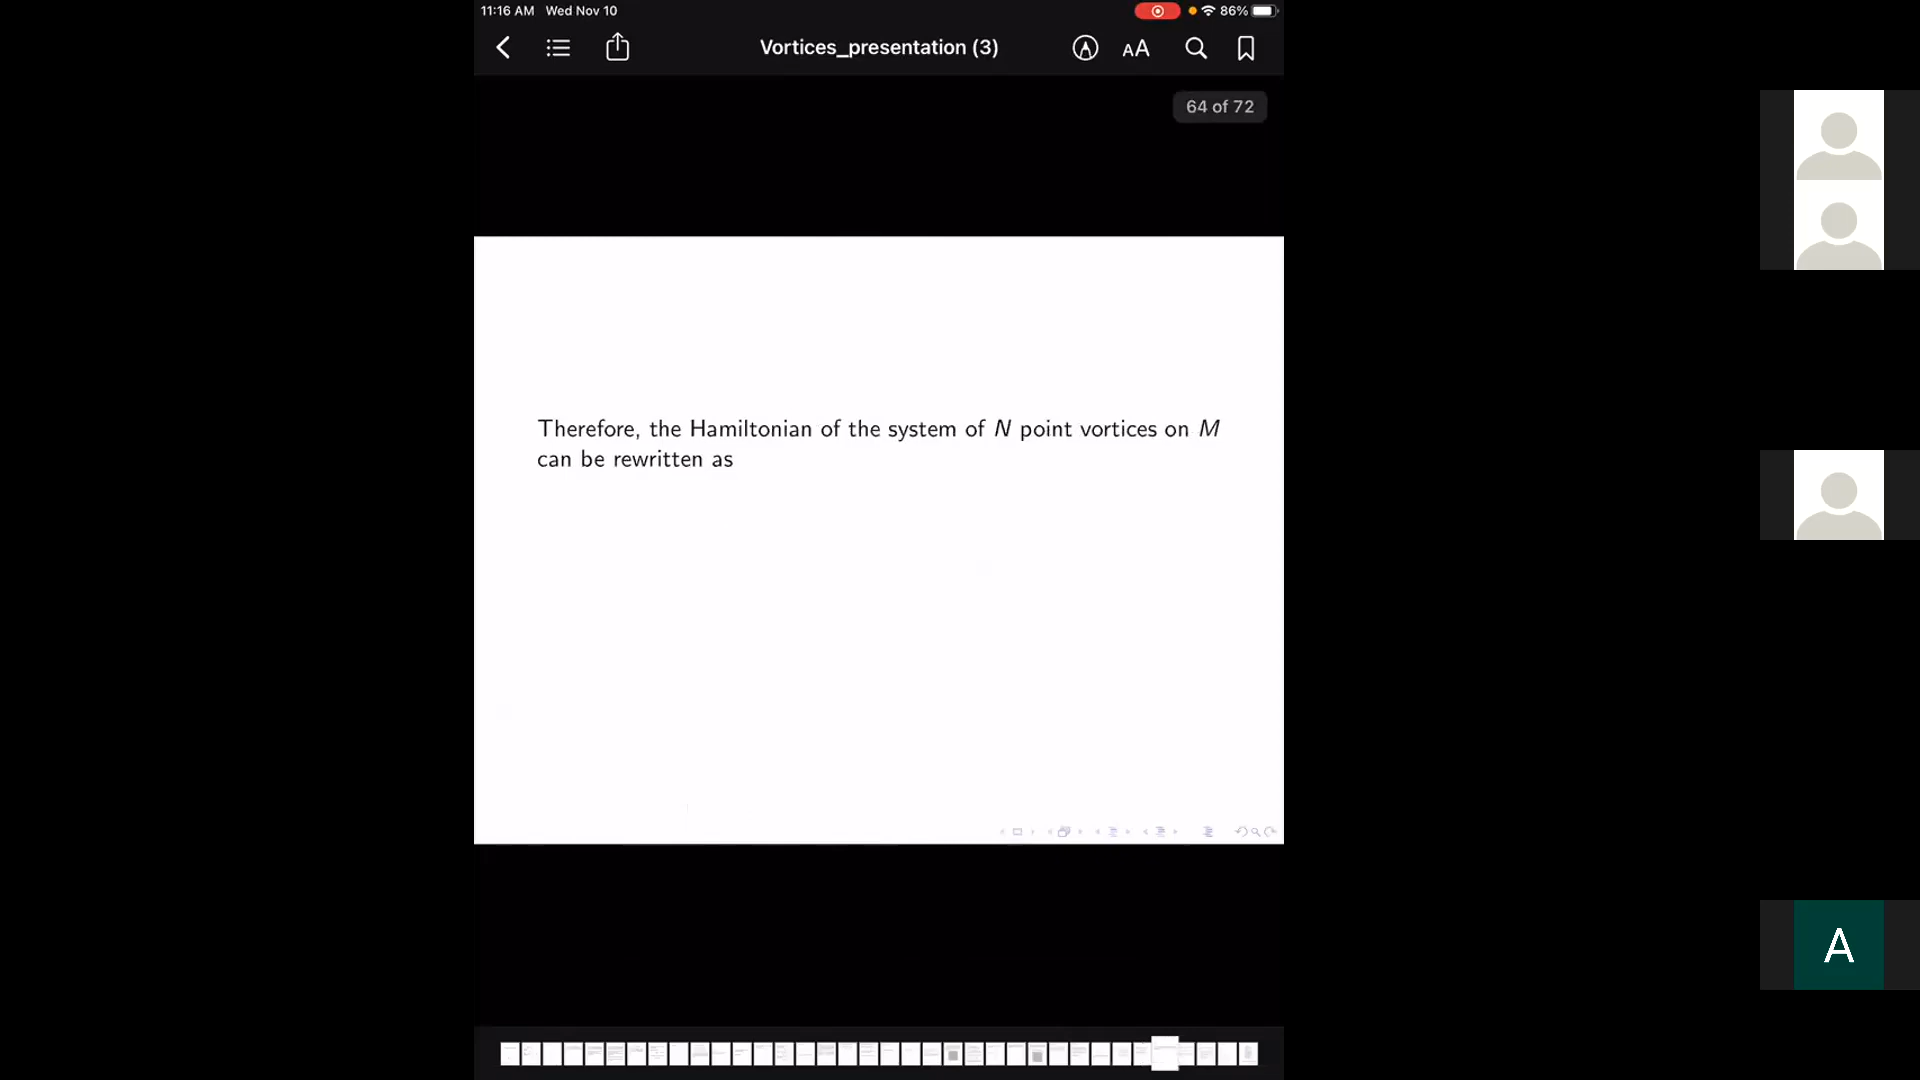 11:16 AM Wed Nov 10
86%
Vortices_presentation (3)
AA
64 of 72
Therefore, the Hamiltonian of the system of N point vortices on M
can be rewritten as
A